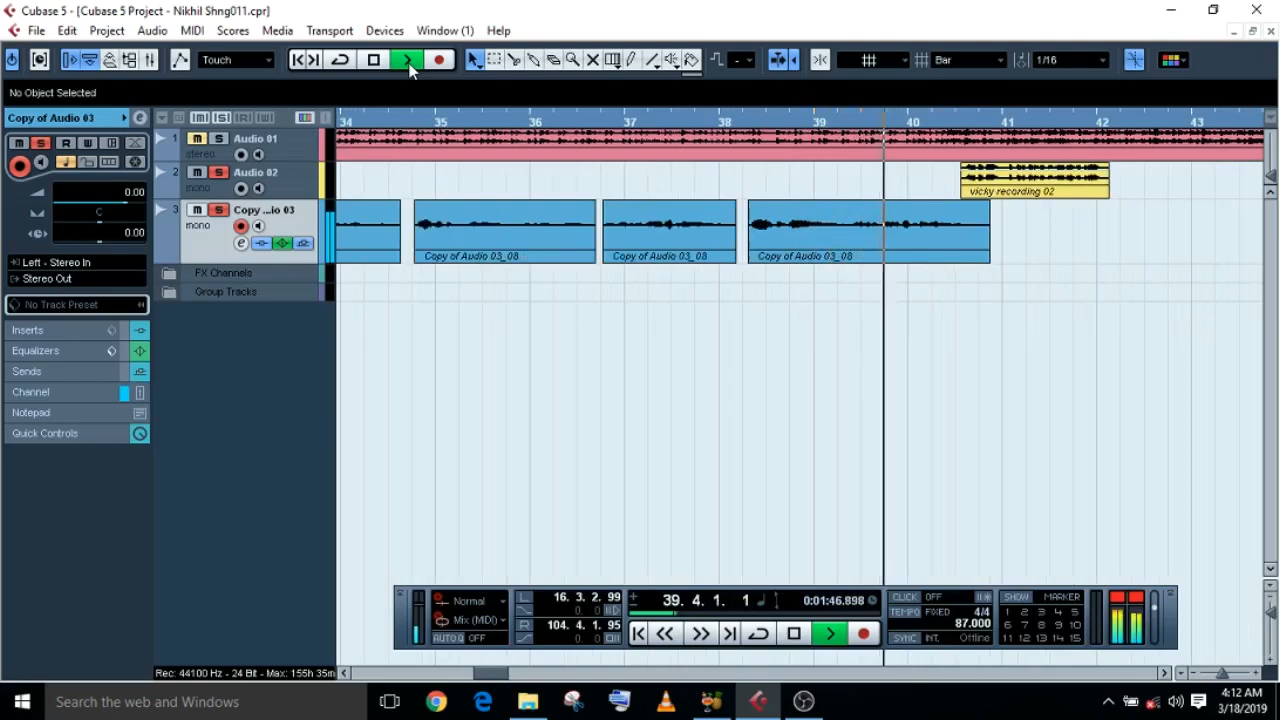 Cubase 5 - [Cubase 5 Project - Nikhil Shng011.cpr]
File Edit Project Audio MIDI Scores Media Transport Devices Window (1) Help
Touch Bar 1/16
No Object Selected
Copy of Audio 03 e
m S R W
0.00
C
0.00
Left - Stereo In
Stereo Out
No Track Preset
Inserts
Equalizers
Sends
Channel
Notepad
Quick Controls
[m] [S] [R] [W]
1 m S Audio 01
stereo
2 m S Audio 02
mono
3 m S Copy ...io 03
mono
e
FX Channels
Group Tracks
34 35 36 37 38 39 40 41 42 43
vicky recording 02
Copy of Audio 03_08 Copy of Audio 03_08 Copy of Audio 03_08
Normal
Mix (MIDI)
AUTO Q OFF
L 16. 3. 2. 99
0. 0
R 104. 4. 1. 95
0. 0
39. 4. 1. 1 0:01:46.898
CLICK OFF
TEMPO FIXED 4/4
87.000
SYNC INT. Offline
SHOW MARKER
1 2 3 4 5
6 7 8 9 10
11 12 13 14 15
Rec: 44100 Hz - 24 Bit - Max: 155h 35m
Search the web and Windows
4:12 AM
3/18/2019